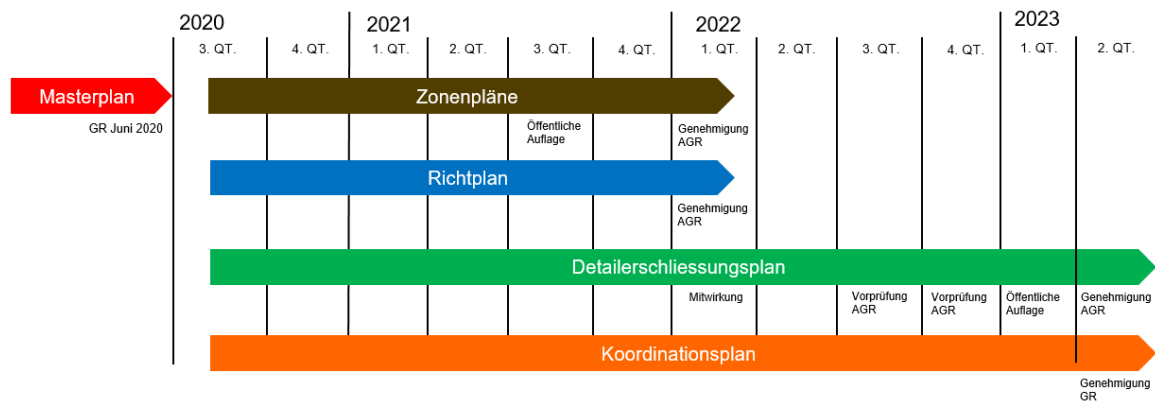 2020
2021
2022
2023
3. QT.
4. QT.
1. QT.
2. QT.
3. QT.
4. QT.
1. QT.
2. QT.
3. QT.
4. QT.
1. QT.
2. QT.
Masterplan
Zonenpläne
GR Juni 2020
Öffentliche
Auflage
Genehmigung
AGR
Richtplan
Genehmigung
AGR
Detailerschliessungsplan
Mitwirkung
Vorprüfung
AGR
Vorprüfung
AGR
Öffentliche
Auflage
Genehmigung
AGR
Koordinationsplan
Genehmigung
GR